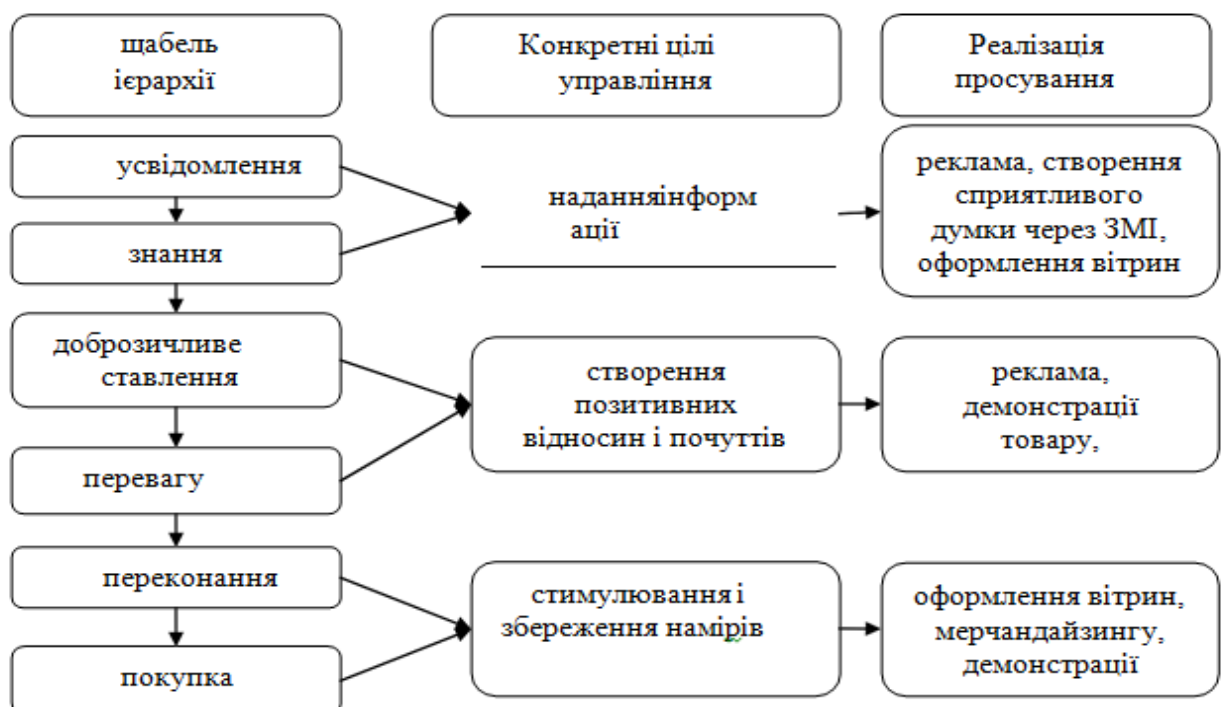 щабель
ієрархії
Конкретні цілі
управління
Реалізація
просування
усвідомлення
знання
наданняінформ
ації
реклама, створення
сприятливого
думки через ЗМІ,
оформлення вітрин
доброзичливе
ставлення
перевагу
створення
позитивних
відносин і почуттів
реклама,
демонстрації
товару,
переконання
покупка
стимулювання і
збереження намірів
оформлення вітрин,
мерчандайзингу,
демонстрації